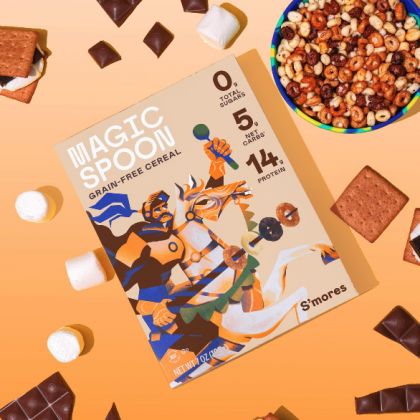 MAGIC
SPOON
GRAIN-FREE CEREAL
0g
TOTAL
SUGARS
5g
NET
CARBS
14g
PROTEIN
S'mores